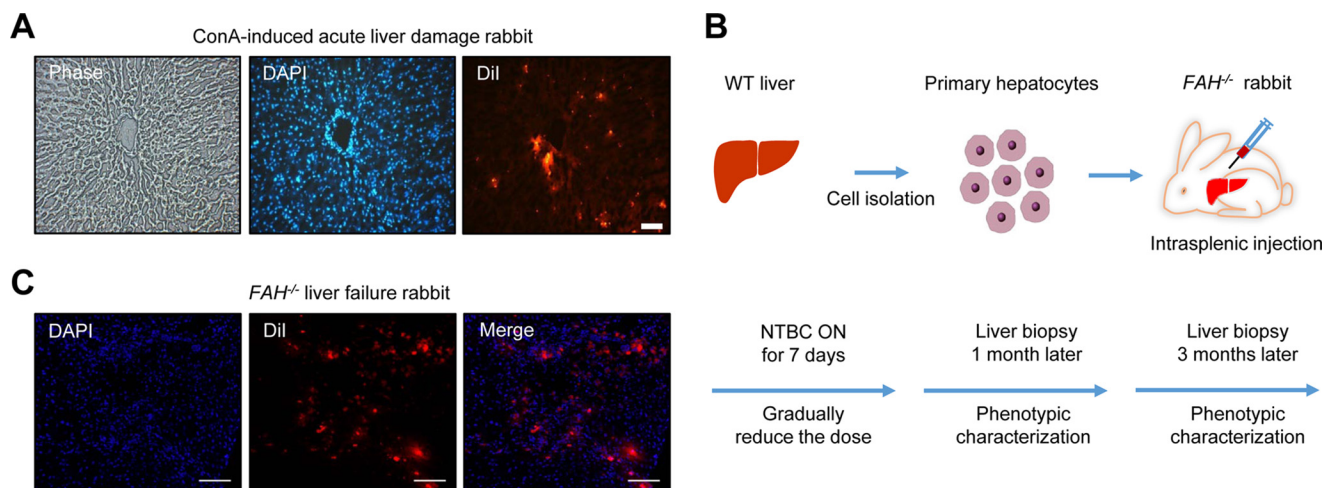 A
ConA-induced acute liver damage rabbit
Phase
DAPI
DiI
B
WT liver
Primary hepatocytes
FAH-/- rabbit
Cell isolation
Intrasplenic injection
NTBC ON
for 7 days
Gradually
reduce the dose
Liver biopsy
1 month later
Phenotypic
characterization
Liver biopsy
3 months later
Phenotypic
characterization
C
FAH-/- liver failure rabbit
DAPI
DiI
Merge